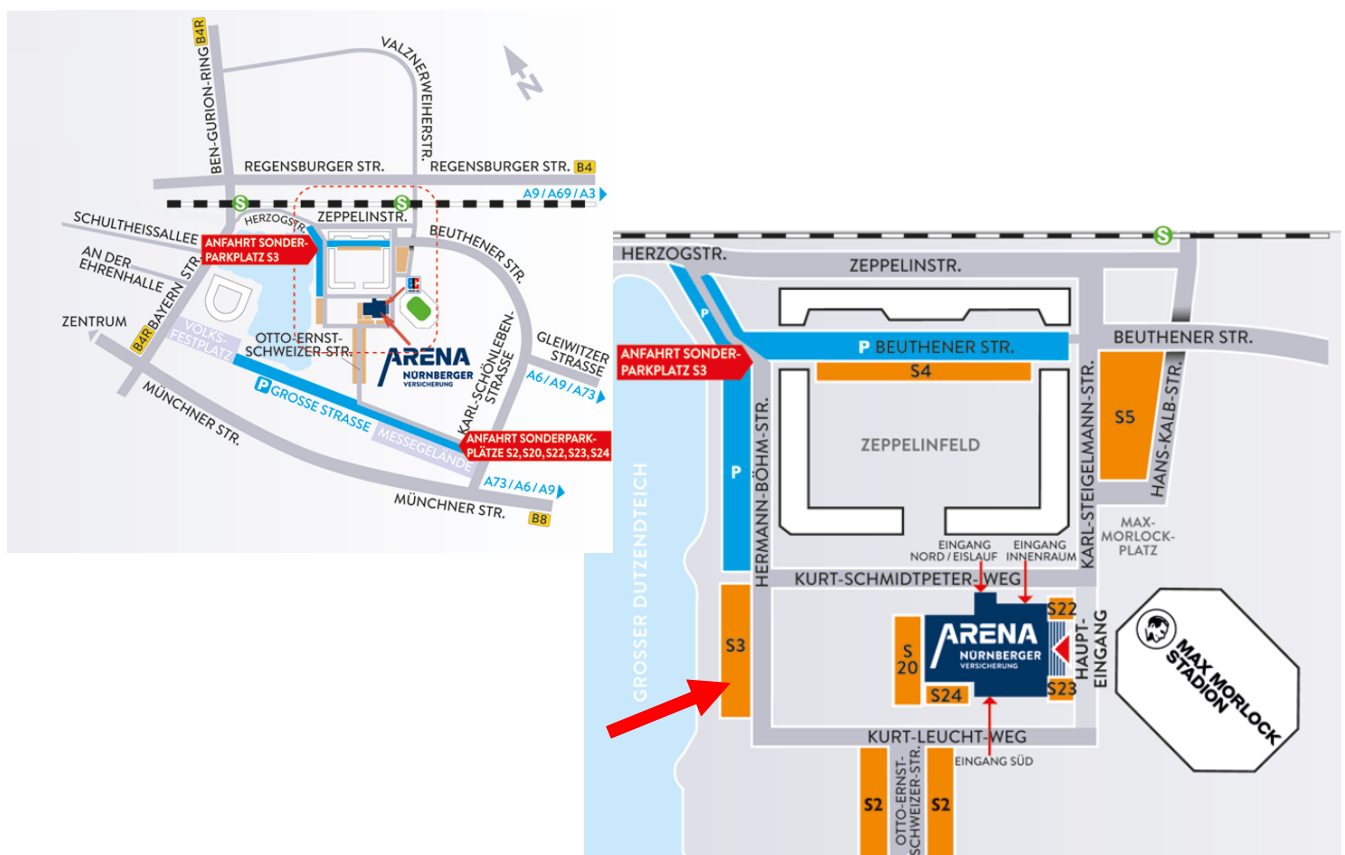 B4R
BEN-GURION-RING
VALZNERWEIHERSTR.
N
REGENSBURGER STR.
REGENSBURGER STR. B4
A9/A69/A3
S
S
HERZOGSTR.
ZEPPELINSTR.
SCHULTHEISSALLEE
ANFAHRT SONDER-
PARKPLATZ S3
BEUTHENER STR.
AN DER
EHRENHALLE
BAYERN STR.
B4R
ZENTRUM
VOLKS-
FESTPLATZ
OTTO-ERNST-
SCHWEIZER-STR.
ARENA
NÜRNBERGER
VERSICHERUNG
KARL-SCHÖNLEBEN-
STRASSE
GLEIWITZER
STRASSE
A6/A9/A73
P GROSSE STRASSE
MESSEGELÄNDE
ANFAHRT SONDERPARK-
PLÄTZE S2,S20,S22,S23,S24
MÜNCHNER STR.
A73/A6/A9
MÜNCHNER STR.
B8
S
HERZOGSTR.
ZEPPELINSTR.
P
BEUTHENER STR.
P BEUTHENER STR.
ANFAHRT SONDER-
PARKPLATZ S3
S4
S5
HANS-KALB-STR.
KARL-STEIGELMANN-STR.
HERMANN-BÖHM-STR.
ZEPPELINFELD
P
GROSSER DUTZENDTEICH
MAX-
MORLOCK-
PLATZ
EINGANG
NORD / EISLAUF
EINGANG
INNENRAUM
KURT-SCHMIDTPETER-WEG
S22
S3
S
20
ARENA
NÜRNBERGER
VERSICHERUNG
HAUPT-
EINGANG
MAX MORLOCK
STADION
S24
S23
KURT-LEUCHT-WEG
EINGANG SÜD
S2
OTTO-ERNST-
SCHWEIZER-STR.
S2